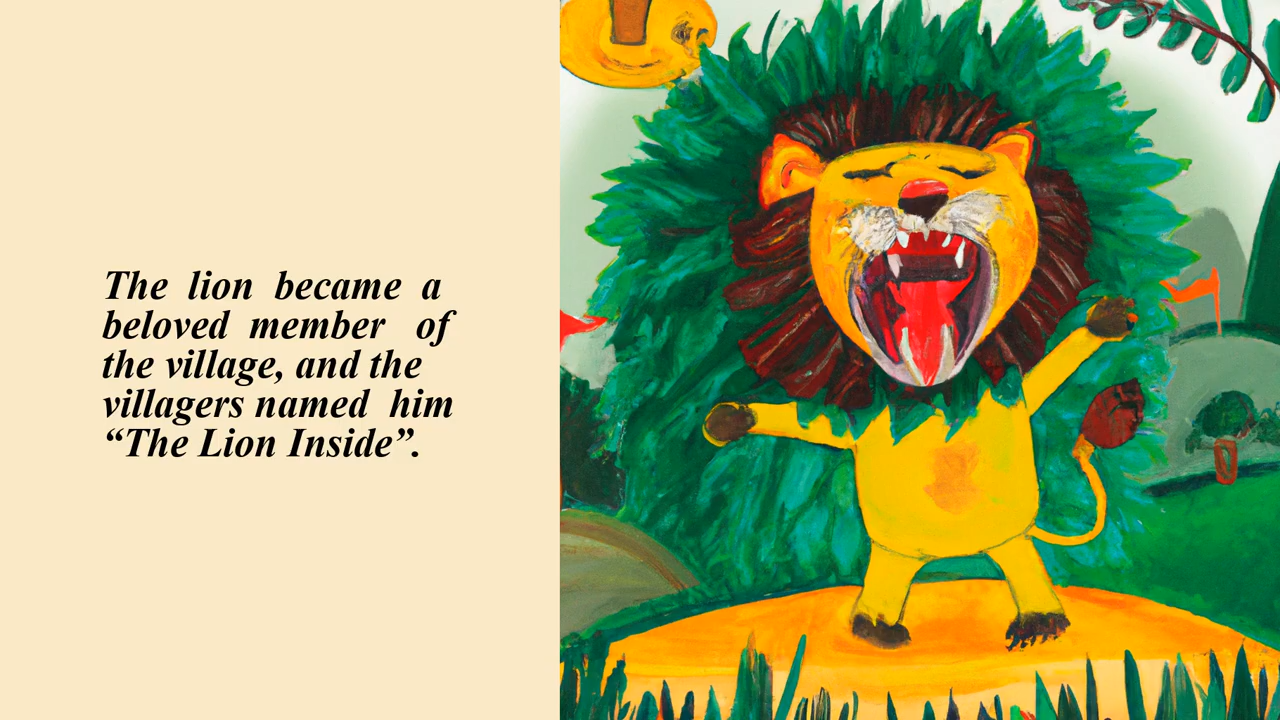 The lion became a
beloved member of
the village, and the
villagers named him
“The Lion Inside”.